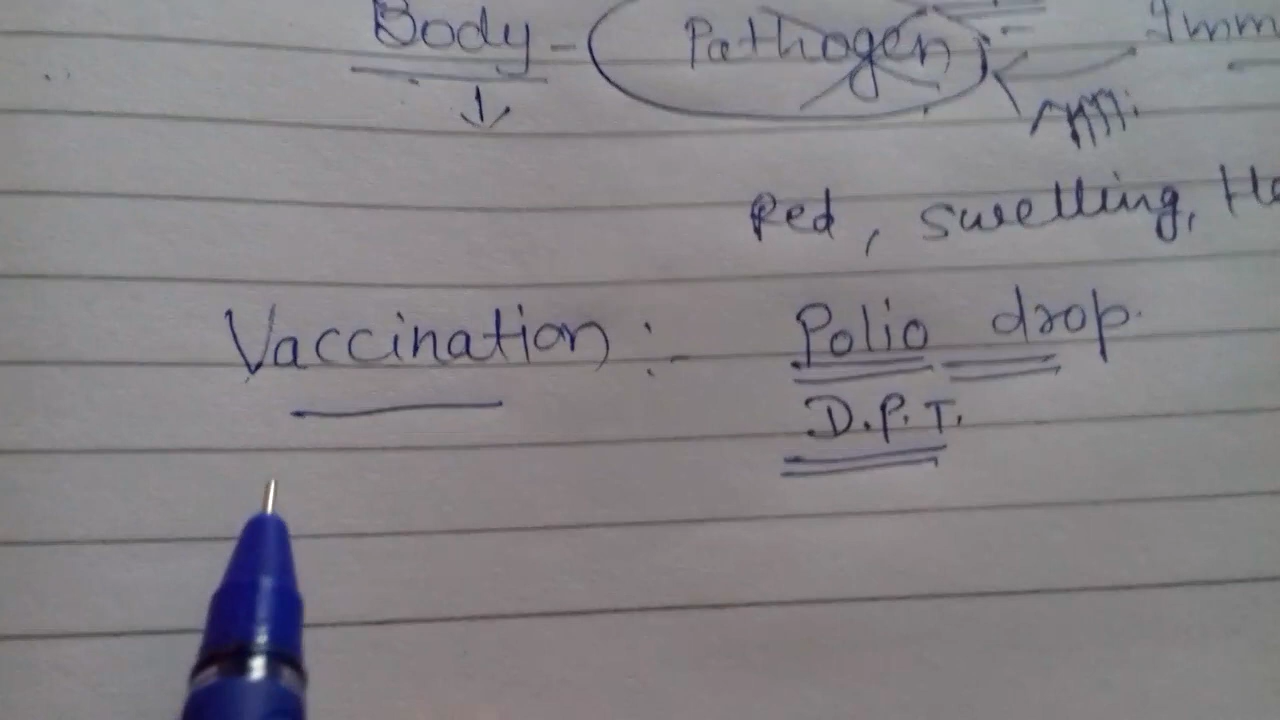 Body - Pathogen
Red, swelling,
Vaccination :- Polio drop.
D.P.T.